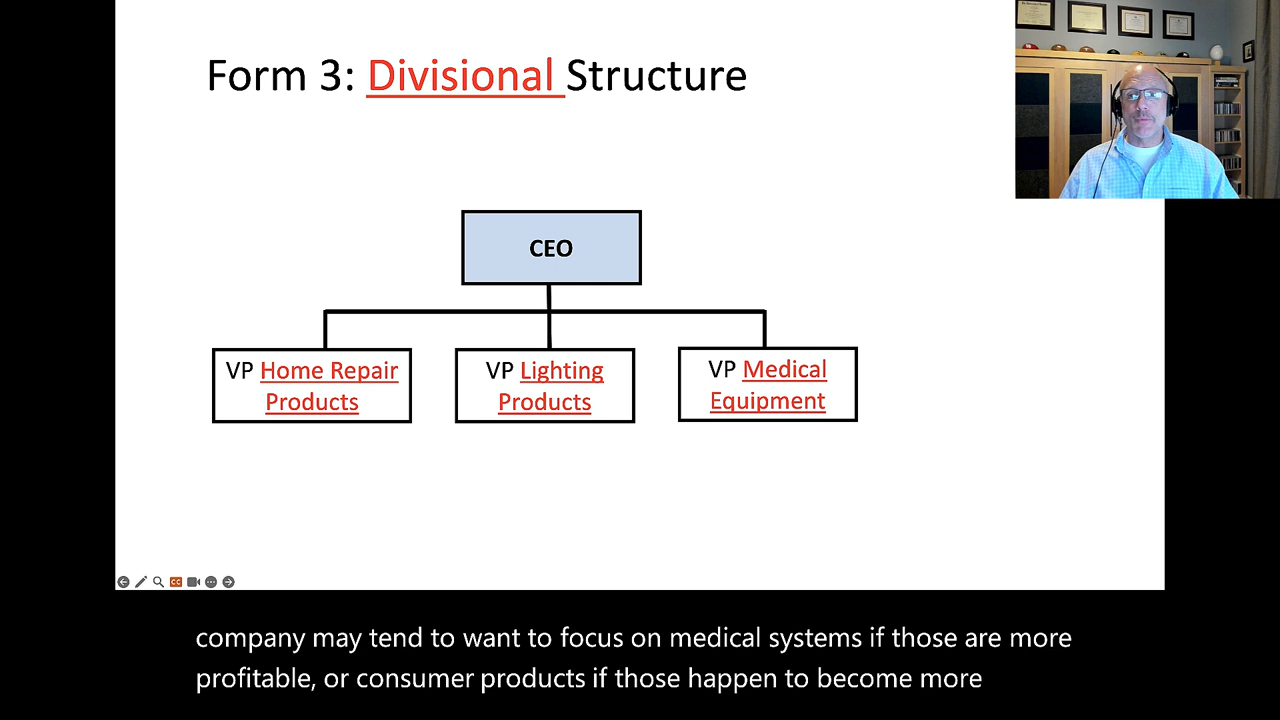 Form 3: Divisional Structure
CEO
VP Home Repair
Products
VP Lighting
Products
VP Medical
Equipment
CC
company may tend to want to focus on medical systems if those are more
profitable, or consumer products if those happen to become more